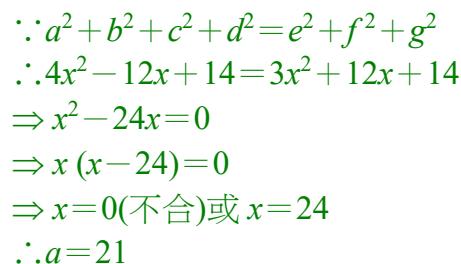 ∵a²+b²+c²+d²=e²+f²+g²
∴4x²−12x+14=3x²+12x+14
⇒x²−24x=0
⇒x(x−24)=0
⇒x=0(不合)或x=24
∴a=21